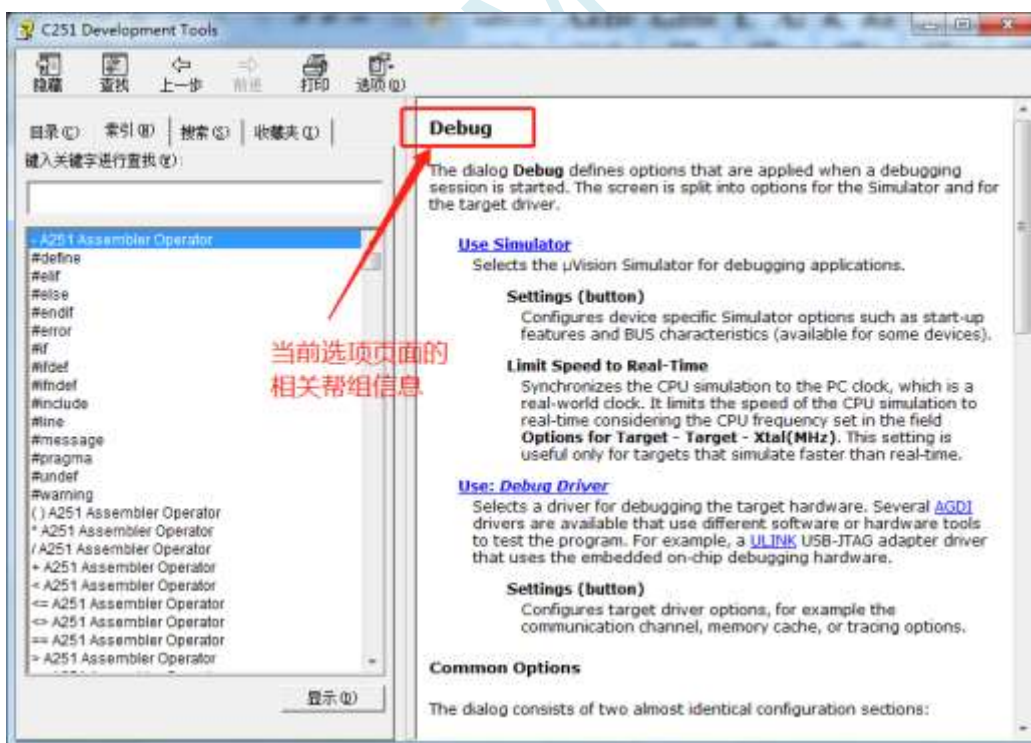 C251 Development Tools
隐藏 查找 上一步 前进 打印 选项(O)
目录(C) 索引(N) 搜索(S) 收藏夹(I)
键入关键字进行查找(W):
- A251 Assembler Operator
#define
#elif
#else
#endif
#error
#if
#ifdef
#ifndef
#include
#line
#message
#pragma
#undef
#warning
( ) A251 Assembler Operator
* A251 Assembler Operator
/ A251 Assembler Operator
+ A251 Assembler Operator
< A251 Assembler Operator
<= A251 Assembler Operator
<> A251 Assembler Operator
== A251 Assembler Operator
> A251 Assembler Operator
显示(D)
当前选项页面的
相关帮组信息
Debug
The dialog Debug defines options that are applied when a debugging
session is started. The screen is split into options for the Simulator and for
the target driver.
Use Simulator
Selects the µVision Simulator for debugging applications.
Settings (button)
Configures device specific Simulator options such as start-up
features and BUS characteristics (available for some devices).
Limit Speed to Real-Time
Synchronizes the CPU simulation to the PC clock, which is a
real-world clock. It limits the speed of the CPU simulation to
real-time considering the CPU frequency set in the field
Options for Target - Target - Xtal(MHz). This setting is
useful only for targets that simulate faster than real-time.
Use: Debug Driver
Selects a driver for debugging the target hardware. Several AGDI
drivers are available that use different software or hardware tools
to test the program. For example, a ULINK USB-JTAG adapter driver
that uses the embedded on-chip debugging hardware.
Settings (button)
Configures target driver options, for example the
communication channel, memory cache, or tracing options.
Common Options
The dialog consists of two almost identical configuration sections: